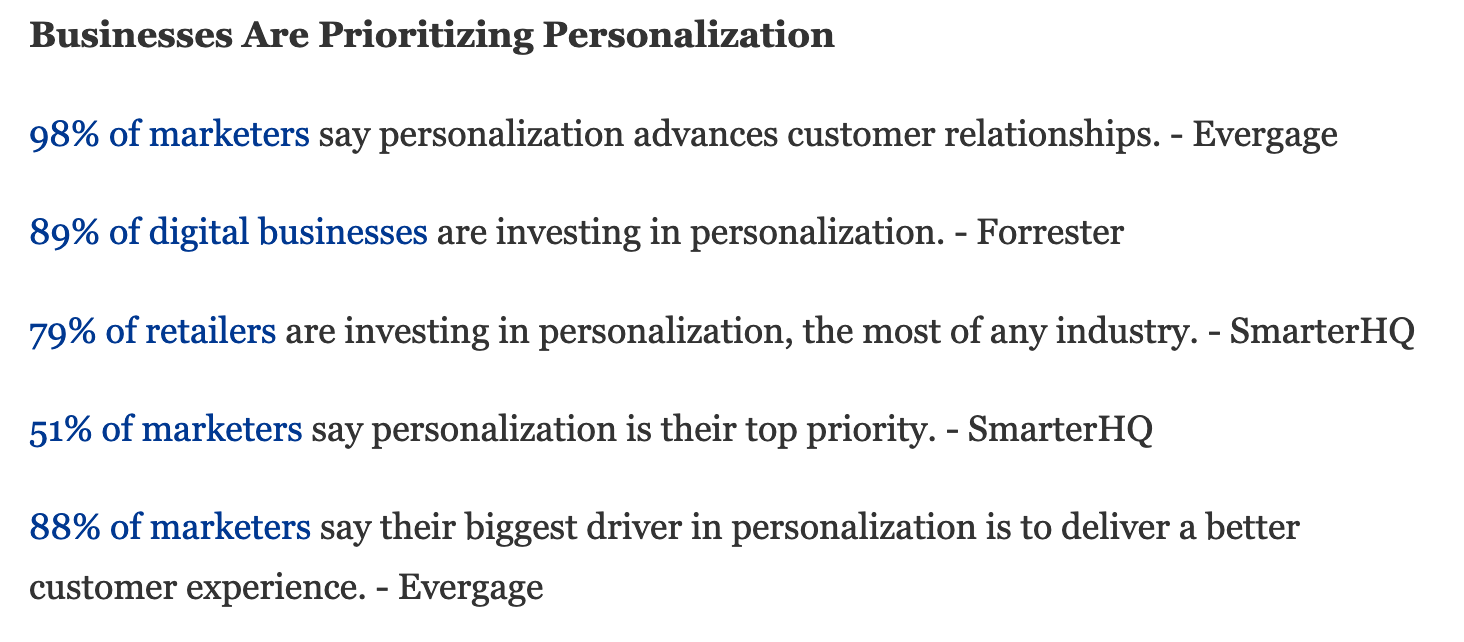 Businesses Are Prioritizing Personalization
98% of marketers say personalization advances customer relationships. - Evergage
89% of digital businesses are investing in personalization. - Forrester
79% of retailers are investing in personalization, the most of any industry. - SmarterHQ
51% of marketers say personalization is their top priority. - SmarterHQ
88% of marketers say their biggest driver in personalization is to deliver a better
customer experience. - Evergage